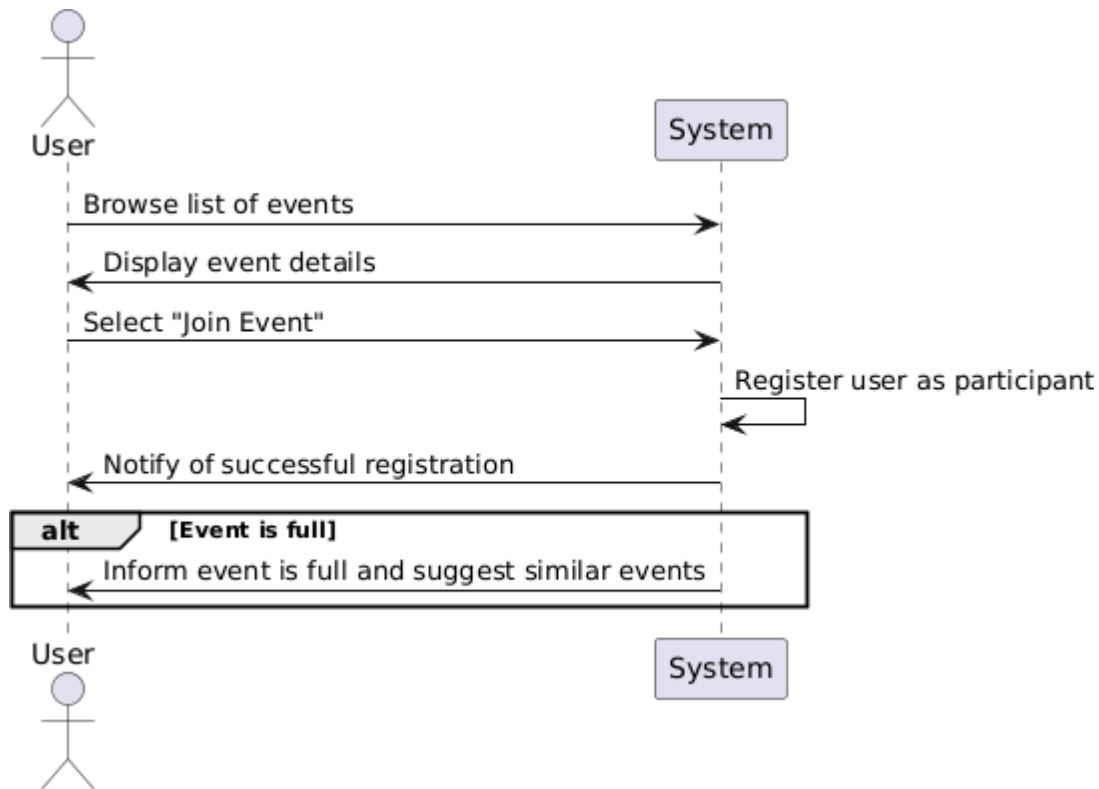 User
System
Browse list of events
Display event details
Select "Join Event"
Register user as participant
Notify of successful registration
alt [Event is full]
Inform event is full and suggest similar events
User
System